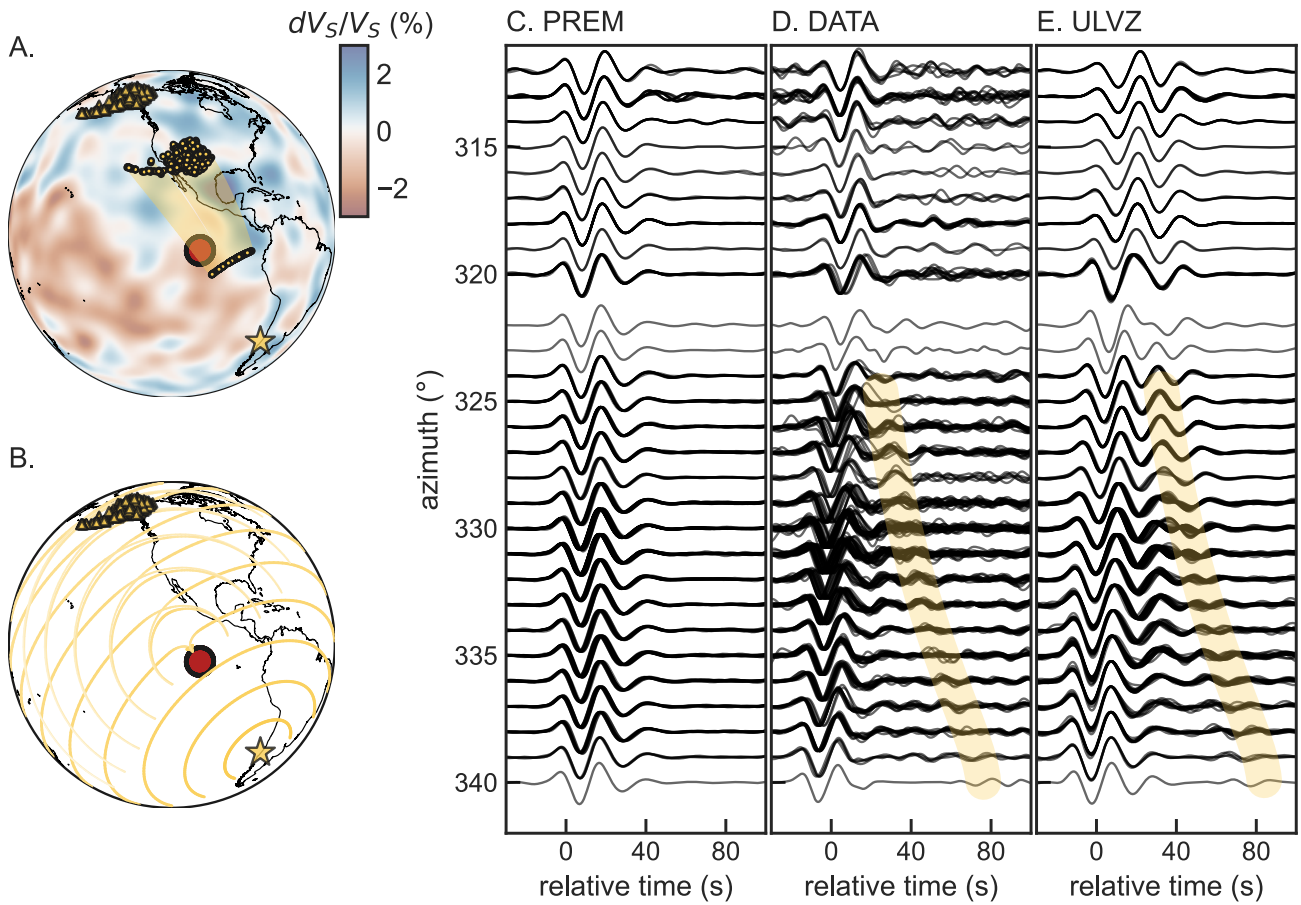 A.
dV_S/V_S (%)
2
0
−2
B.
C. PREM
D. DATA
E. ULVZ
azimuth (°)
315
320
325
330
335
340
0
40
80
0
40
80
0
40
80
relative time (s)
relative time (s)
relative time (s)